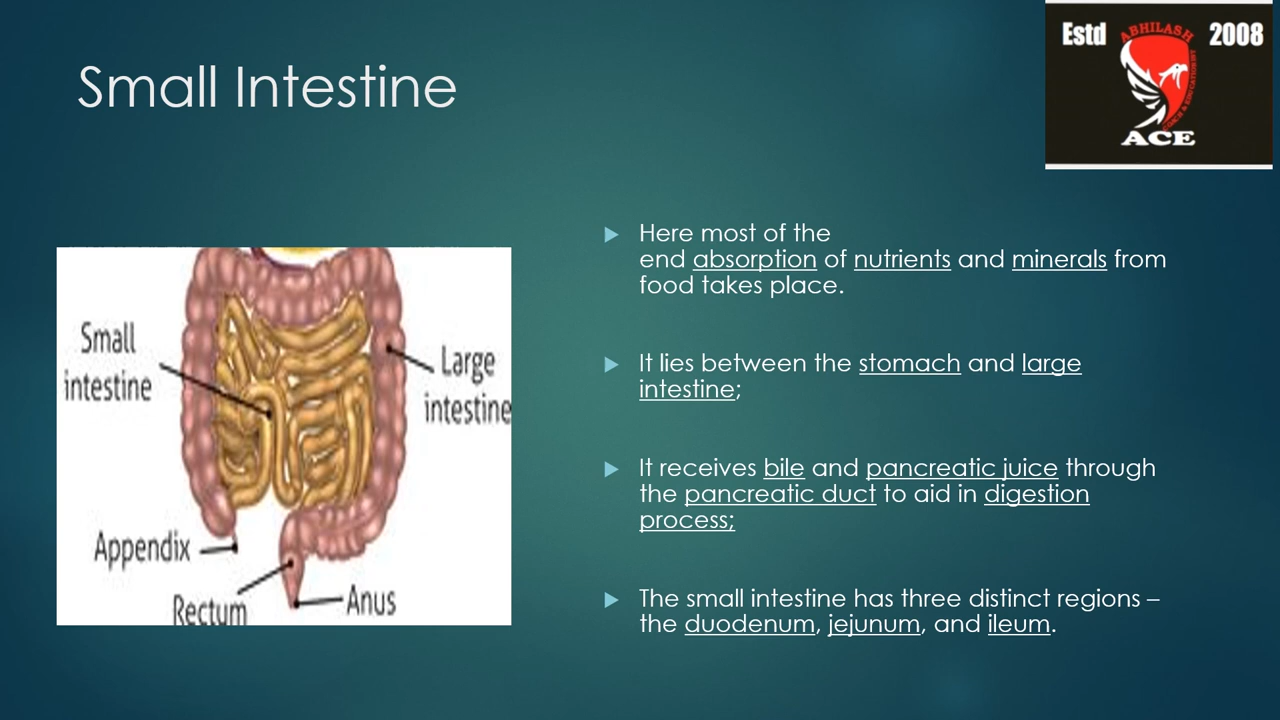 Small Intestine
Estd
2008
ABHILASH
COACH & EDUCATIONIST
ACE
Here most of the
end absorption of nutrients and minerals from
food takes place.
It lies between the stomach and large
intestine;
It receives bile and pancreatic juice through
the pancreatic duct to aid in digestion
process;
The small intestine has three distinct regions –
the duodenum, jejunum, and ileum.
Small
intestine
Large
intestine
Appendix
Rectum
Anus